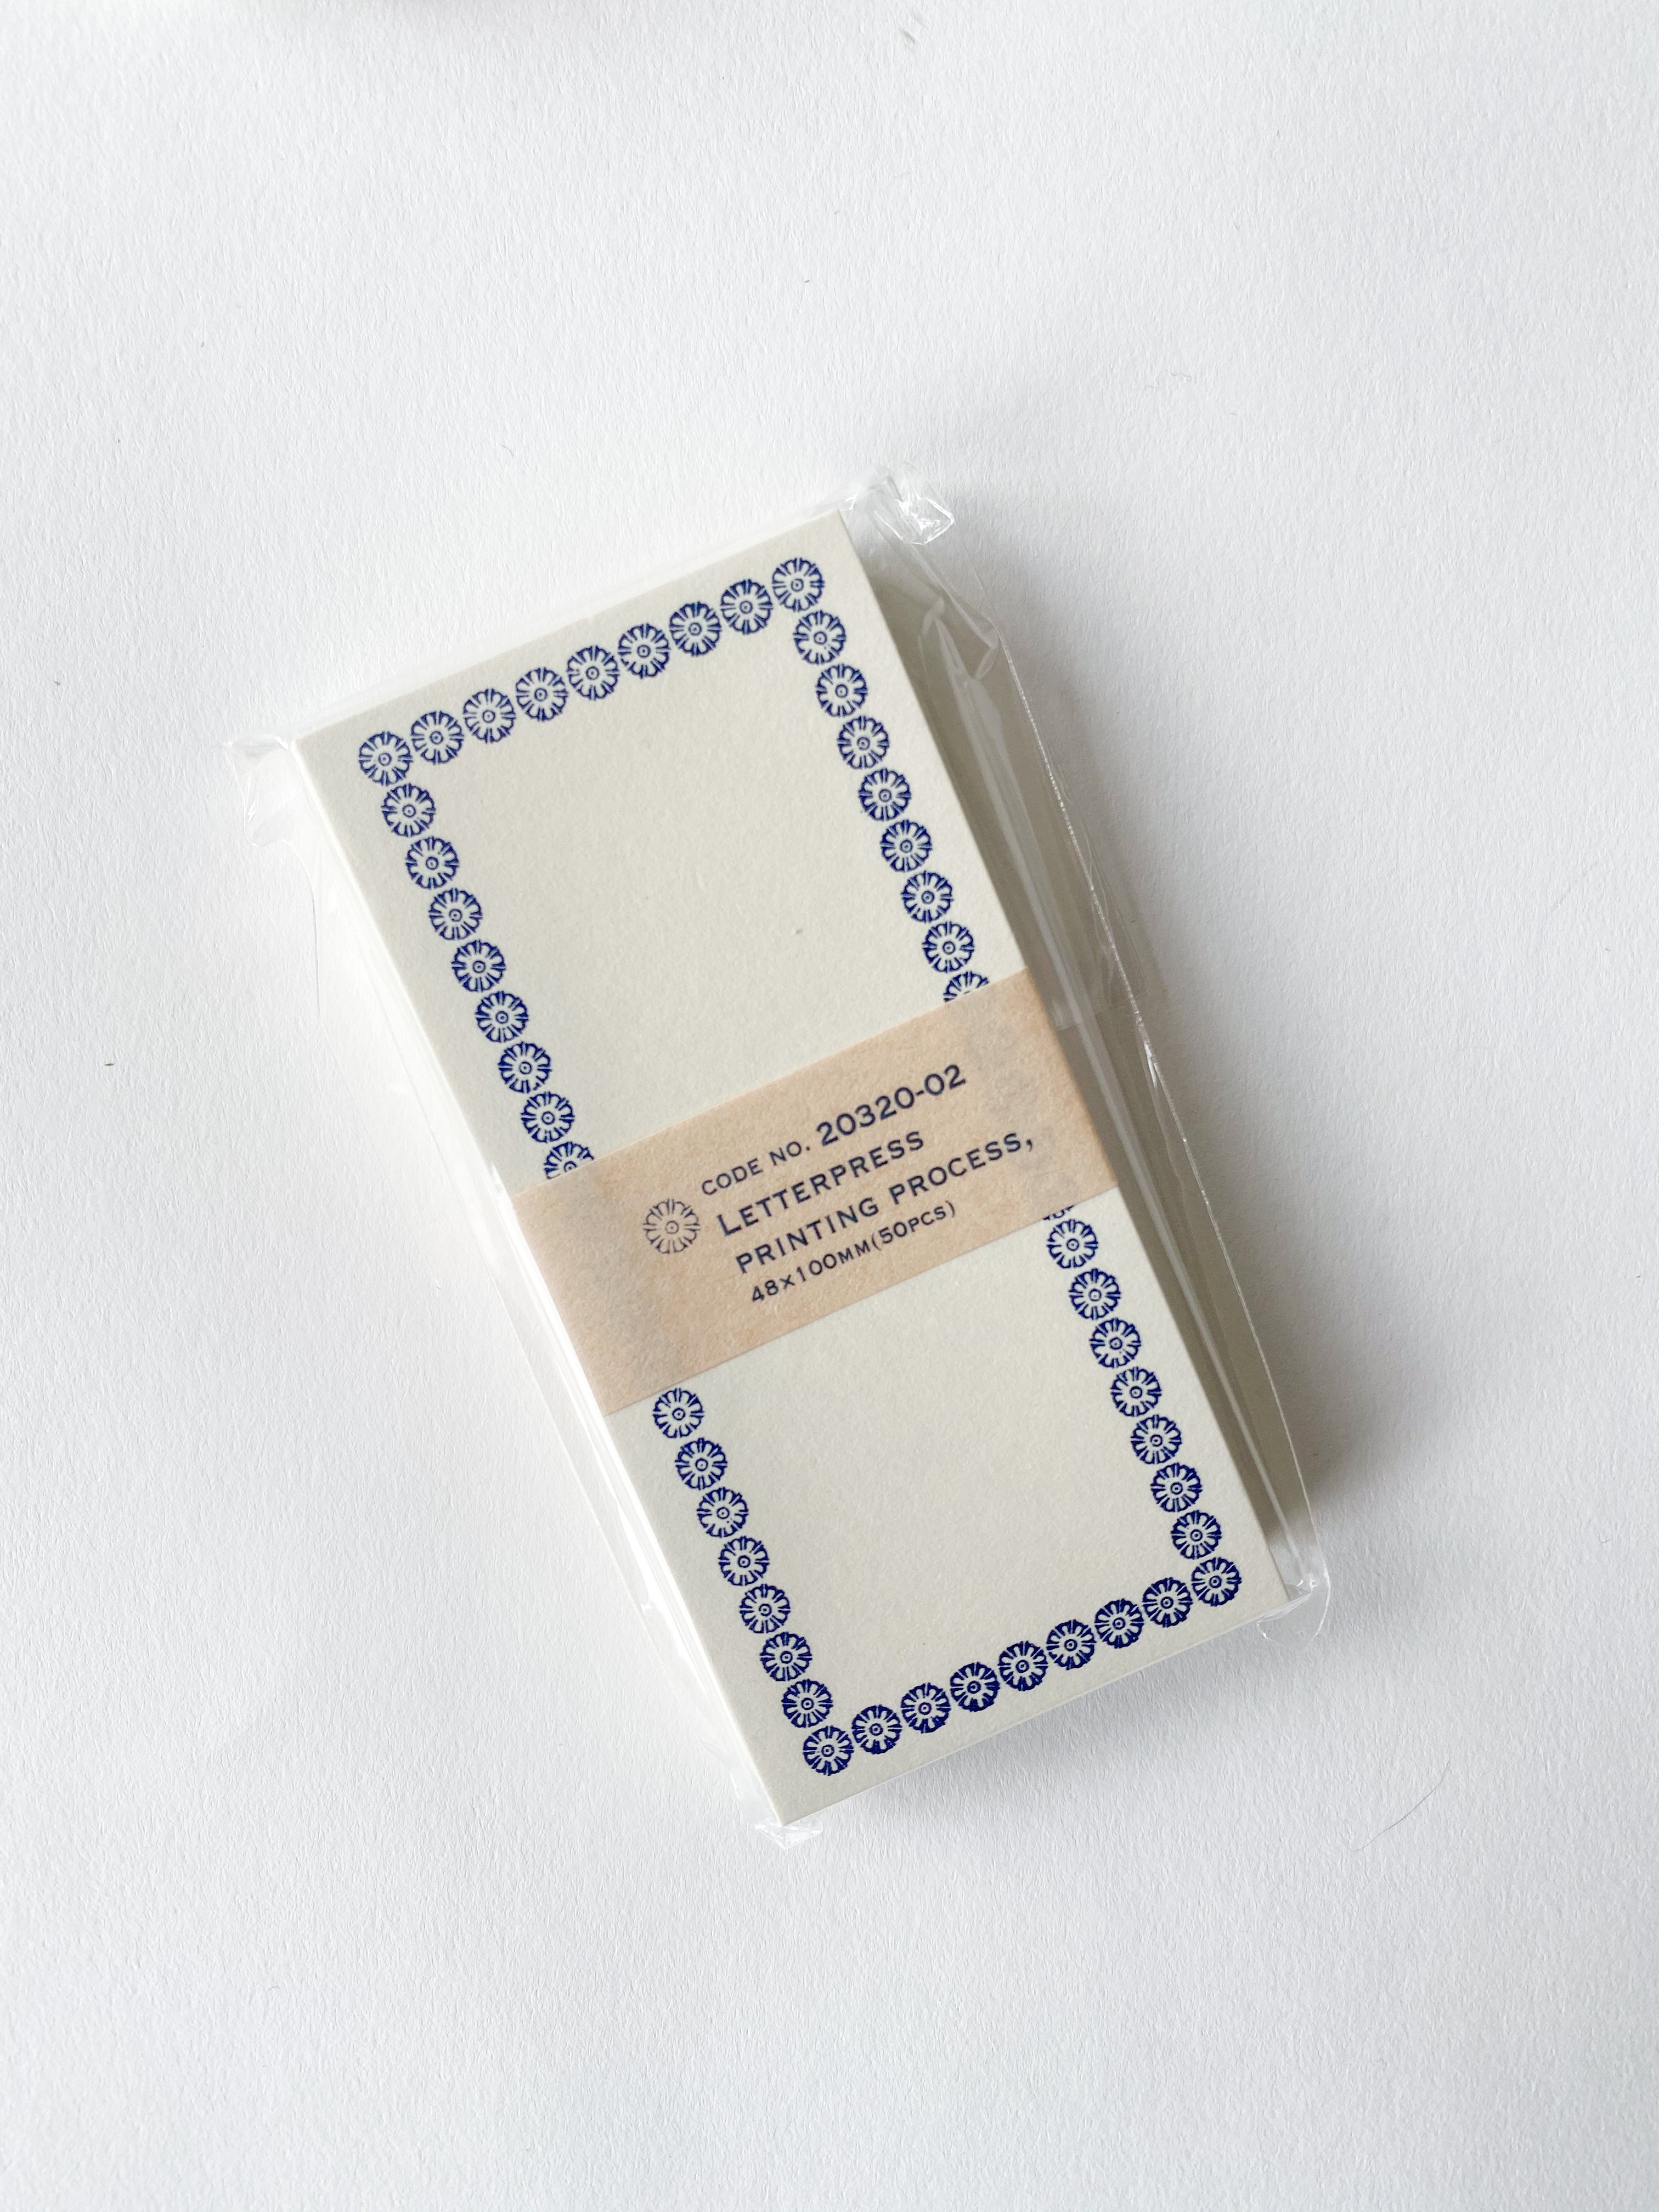 CODE NO. 20320-02
LETTERPRESS
PRINTING PROCESS,
48×100MM(50PCS)